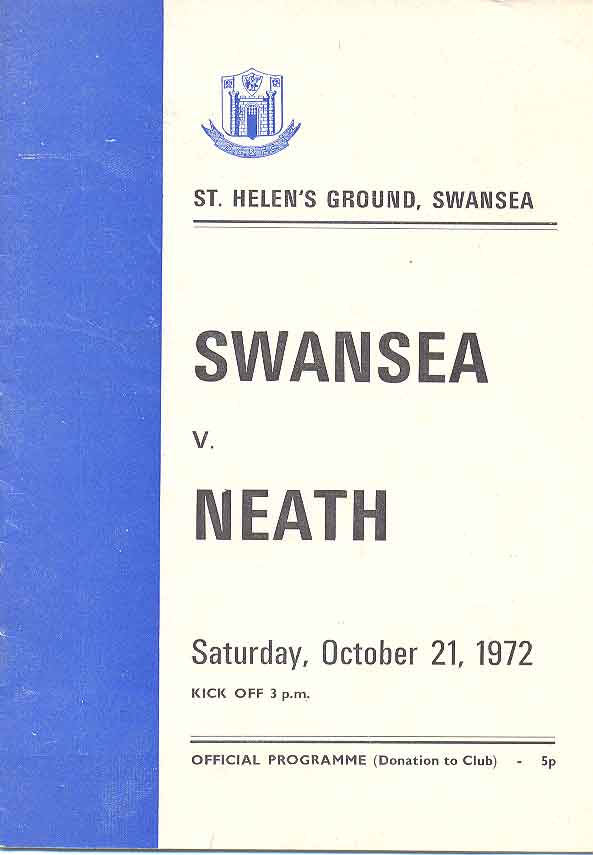 ST. HELEN'S GROUND, SWANSEA
SWANSEA
V.
NEATH
Saturday, October 21, 1972
KICK OFF 3 p.m.
OFFICIAL PROGRAMME (Donation to Club) - 5p